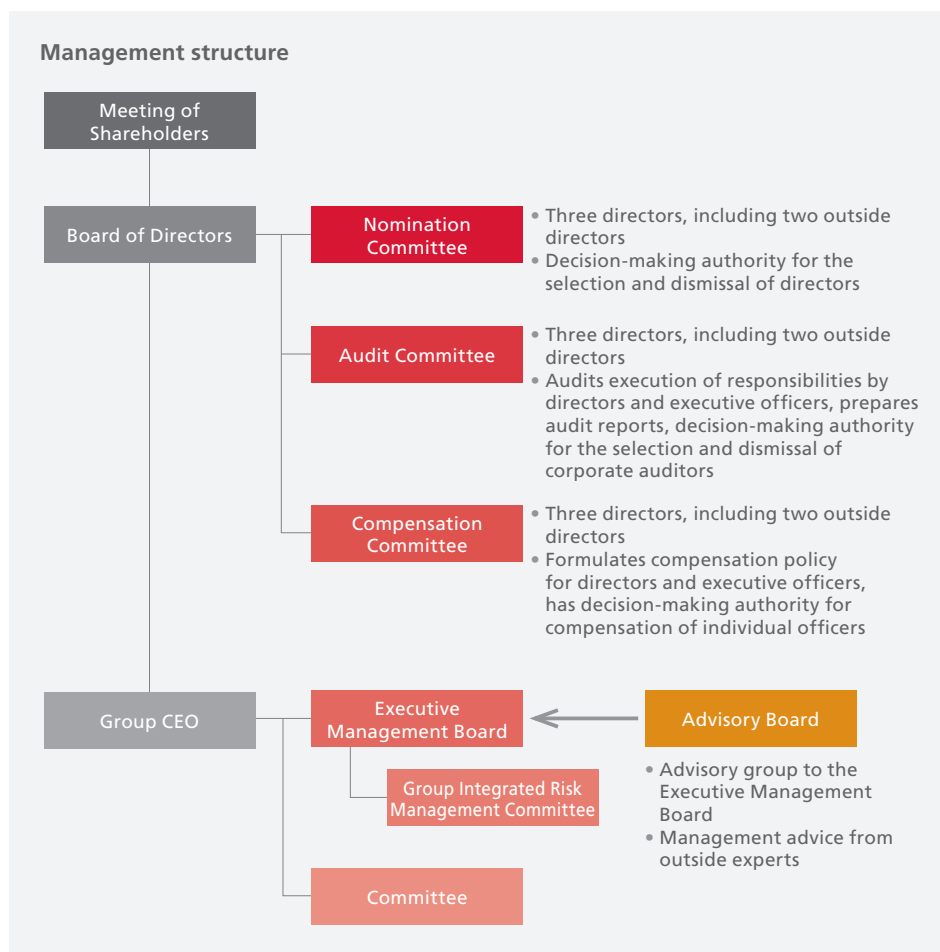 Management structure
Meeting of
Shareholders
Board of Directors
Nomination
Committee
• Three directors, including two outside
directors
• Decision-making authority for the
selection and dismissal of directors
Audit Committee
• Three directors, including two outside
directors
• Audits execution of responsibilities by
directors and executive officers, prepares
audit reports, decision-making authority
for the selection and dismissal of
corporate auditors
Compensation
Committee
• Three directors, including two outside
directors
• Formulates compensation policy
for directors and executive officers,
has decision-making authority for
compensation of individual officers
Group CEO
Executive
Management Board
Advisory Board
Group Integrated Risk
Management Committee
• Advisory group to the
Executive Management
Board
• Management advice from
outside experts
Committee